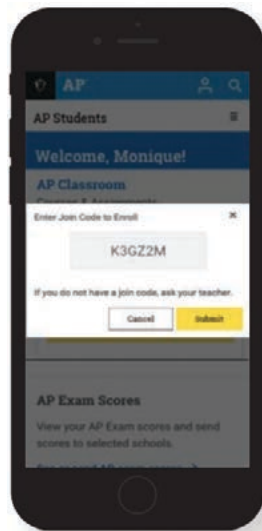 AP
AP Students
Welcome, Monique!
AP Classroom
Courses & Assignments
Enter Join Code to Enroll
K3GZ2M
If you do not have a join code, ask your teacher.
Cancel
Submit
AP Exam Scores
View your AP Exam scores and send
scores to selected schools.